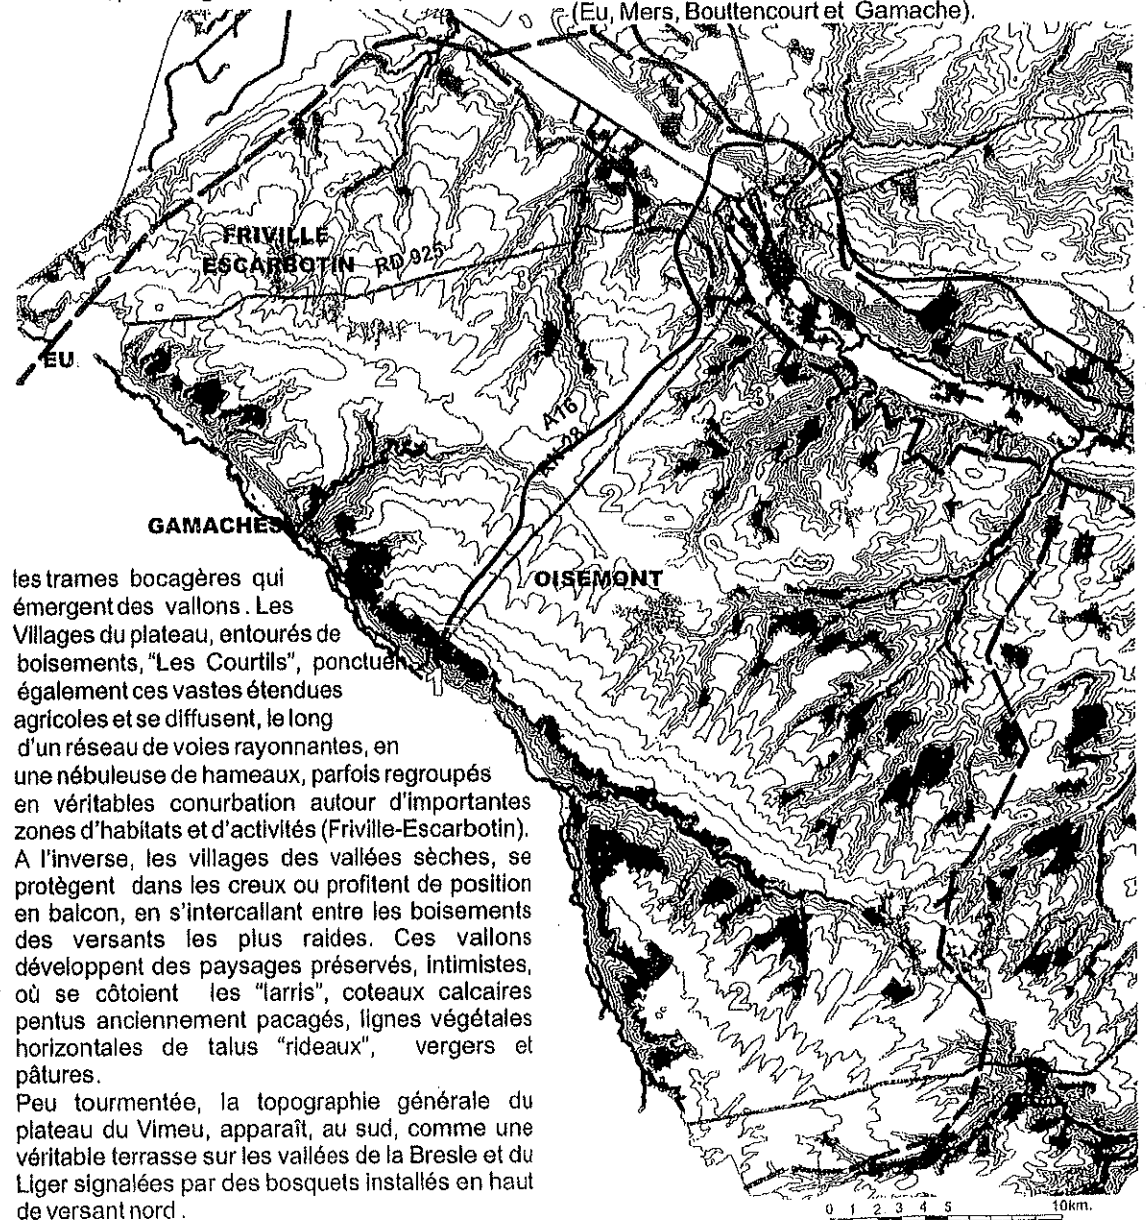 (Eu, Mers, Bouttencourt et Gamache).
FRIVILLE
ESCARBOTIN
RD 925
3
EU
2
3
A16
2
GAMACHES
OISEMONT
1
2
les trames bocagères qui
émergent des vallons. Les
Villages du plateau, entourés de
boisements, "Les Courtils", ponctuent
également ces vastes étendues
agricoles et se diffusent, le long
d'un réseau de voies rayonnantes, en
une nébuleuse de hameaux, parfois regroupés
en véritables conurbation autour d'importantes
zones d'habitats et d'activités (Friville-Escarbotin).
A l'inverse, les villages des vallées sèches, se
protègent dans les creux ou profitent de position
en balcon, en s'intercallant entre les boisements
des versants les plus raides. Ces vallons
développent des paysages préservés, intimistes,
où se côtoient les "larris", coteaux calcaires
pentus anciennement pacagés, lignes végétales
horizontales de talus "rideaux", vergers et
pâtures.
Peu tourmentée, la topographie générale du
plateau du Vimeu, apparaît, au sud, comme une
véritable terrasse sur les vallées de la Bresle et du
Liger signalées par des bosquets installés en haut
de versant nord.
0 1 2 3 4 5 10km.